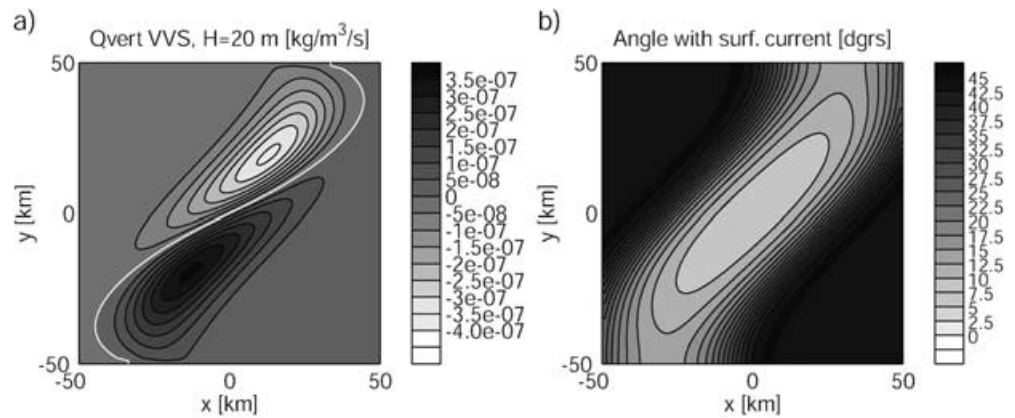 a)
Qvert VVS, H=20 m [kg/m³/s]
50
0
-50
y [km]
-50
0
50
x [km]
3.5e-07
3e-07
2.5e-07
2e-07
1.5e-07
1e-07
5e-08
0
-5e-08
-1e-07
-1.5e-07
-2e-07
-2.5e-07
-3e-07
-3.5e-07
-4.0e-07
b)
Angle with surf. current [dgrs]
50
0
-50
y [km]
-50
0
50
x [km]
45
42.5
40
37.5
35
32.5
30
27.5
25
22.5
20
17.5
15
12.5
10
7.5
5
2.5
0